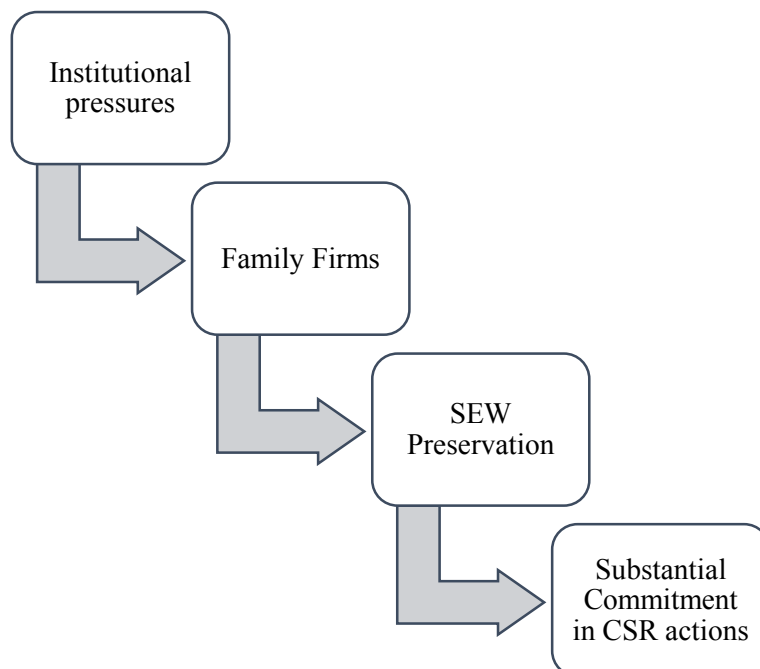 Institutional
pressures
Family Firms
SEW
Preservation
Substantial
Commitment
in CSR actions